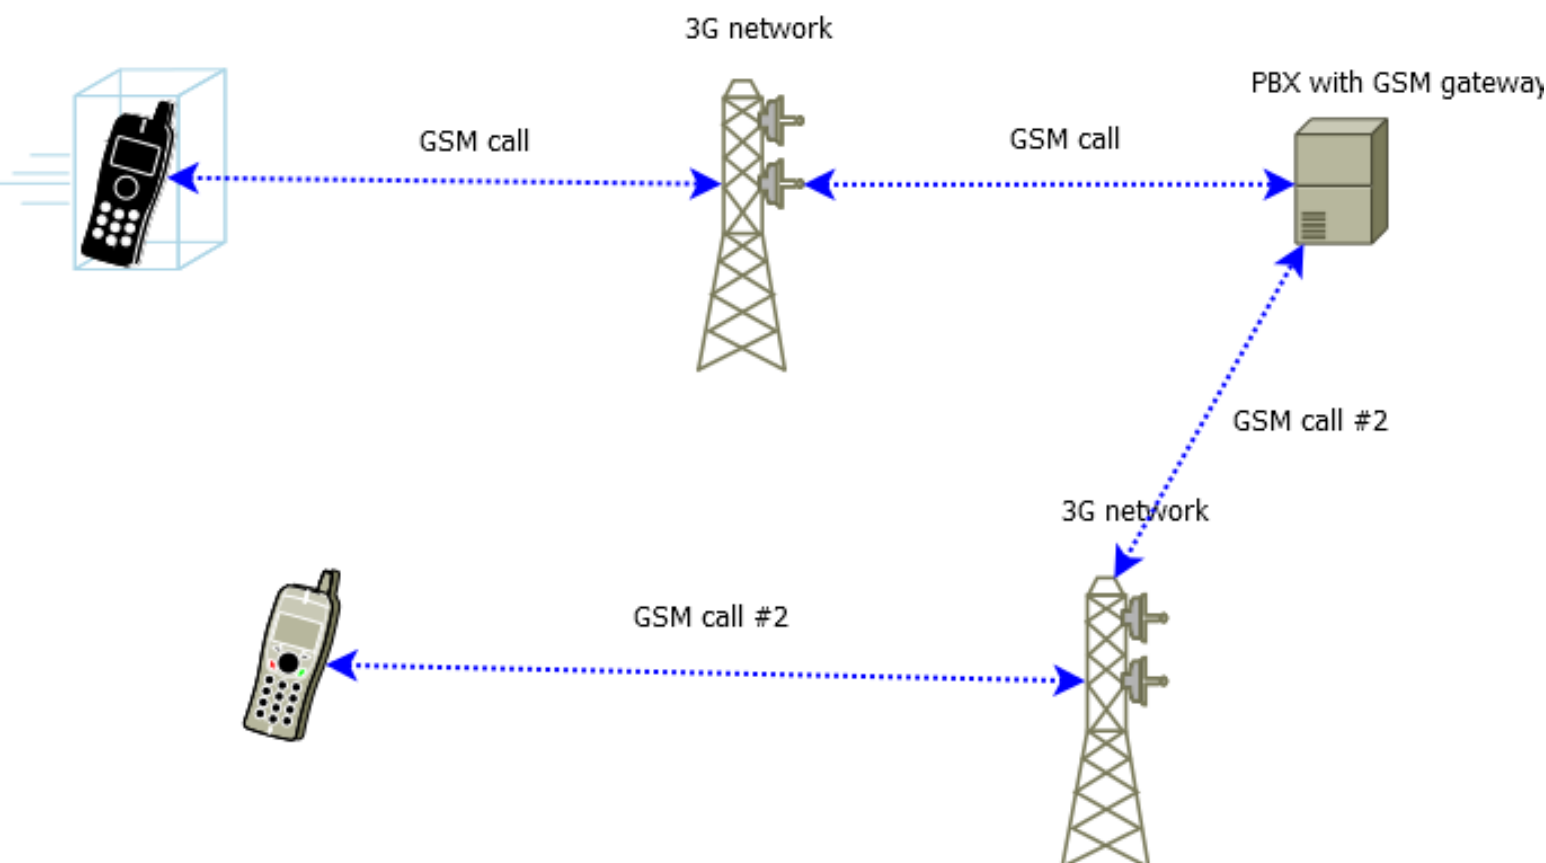 3G network
PBX with GSM gateway
GSM call
GSM call
GSM call #2
3G network
GSM call #2